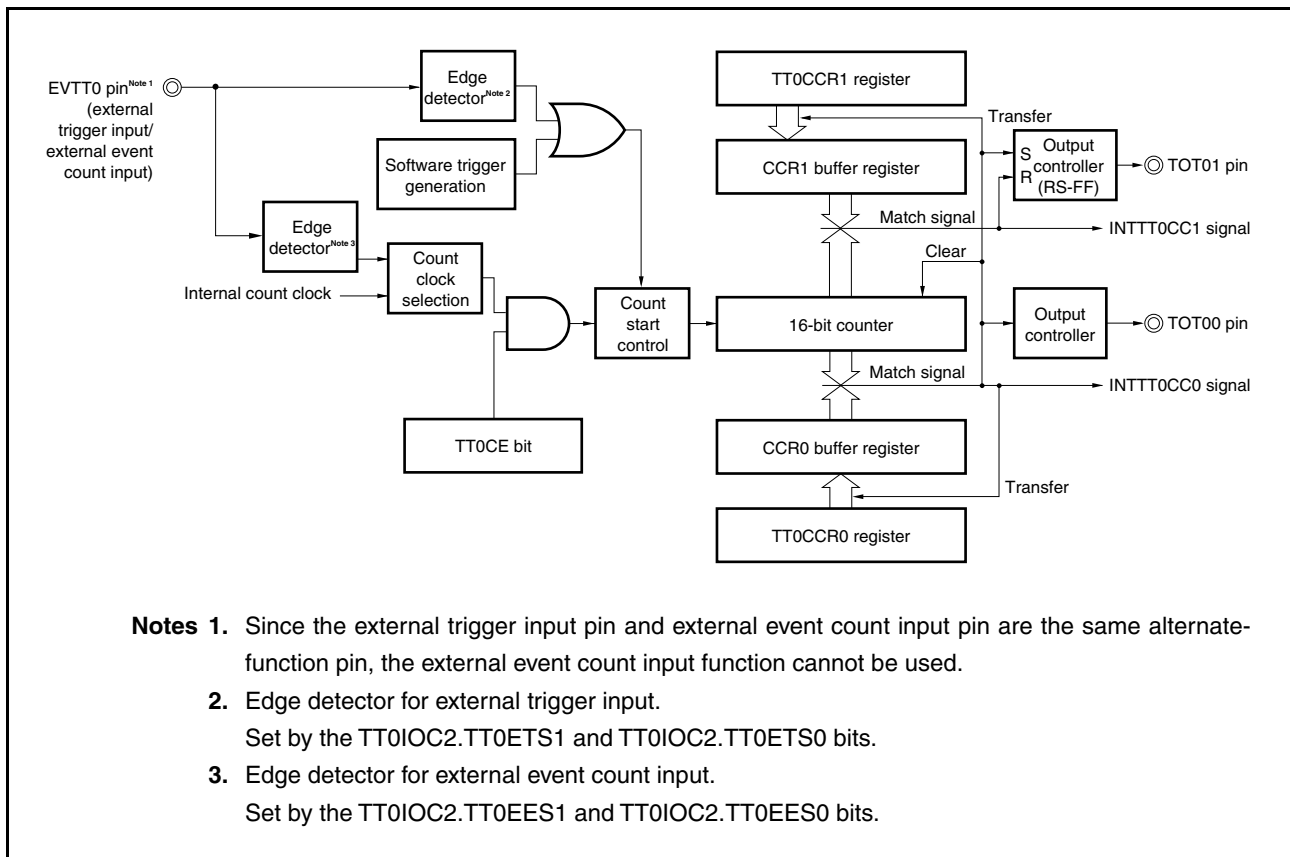 EVTT0 pinNote 1
(external
trigger input/
external event
count input)
Edge
detectorNote 2
Software trigger
generation
Edge
detectorNote 3
Internal count clock
Count
clock
selection
TT0CE bit
Count
start
control
TT0CCR1 register
Transfer
CCR1 buffer register
Match signal
Clear
16-bit counter
Match signal
CCR0 buffer register
Transfer
TT0CCR0 register
S
R
Output
controller
(RS-FF)
TOT01 pin
INTTT0CC1 signal
Output
controller
TOT00 pin
INTTT0CC0 signal
Notes 1. Since the external trigger input pin and external event count input pin are the same alternate-
function pin, the external event count input function cannot be used.
2. Edge detector for external trigger input.
Set by the TT0IOC2.TT0ETS1 and TT0IOC2.TT0ETS0 bits.
3. Edge detector for external event count input.
Set by the TT0IOC2.TT0EES1 and TT0IOC2.TT0EES0 bits.